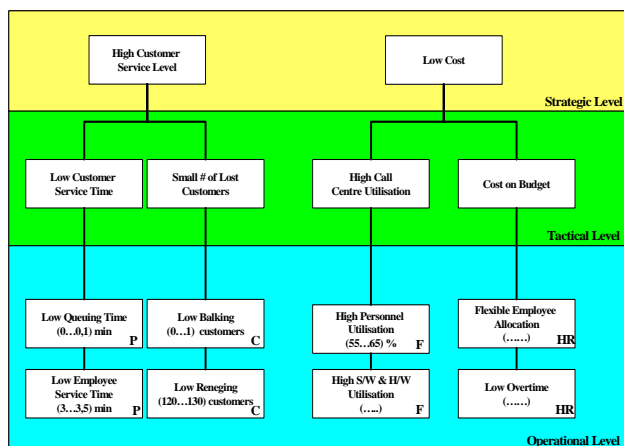 High Customer
Service Level
Low Cost
Strategic Level
Low Customer
Service Time
Small # of Lost
Customers
High Call
Centre Utilisation
Cost on Budget
Tactical Level
Low Queuing Time
(0…0,1) min
P
Low Balking
(0…1) customers
C
High Personnel
Utilisation
(55…65) %
F
Flexible Employee
Allocation
(……)
HR
Low Employee
Service Time
(3…3,5) min
P
Low Reneging
(120…130) customers
C
High S/W & H/W
Utilisation
(…..)
F
Low Overtime
(……)
HR
Operational Level